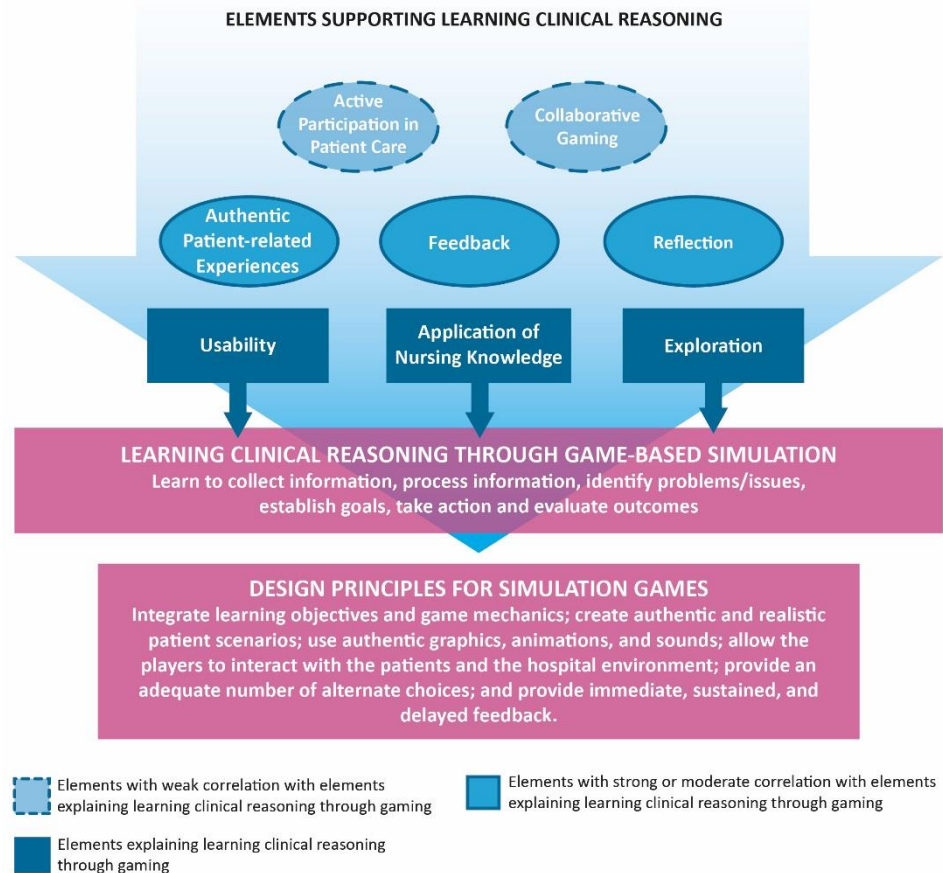 ELEMENTS SUPPORTING LEARNING CLINICAL REASONING
Active
Participation in
Patient Care
Collaborative
Gaming
Authentic
Patient-related
Experiences
Feedback
Reflection
Usability
Application of
Nursing Knowledge
Exploration
LEARNING CLINICAL REASONING THROUGH GAME-BASED SIMULATION
Learn to collect information, process information, identify problems/issues,
establish goals, take action and evaluate outcomes
DESIGN PRINCIPLES FOR SIMULATION GAMES
Integrate learning objectives and game mechanics; create authentic and realistic
patient scenarios; use authentic graphics, animations, and sounds; allow the
players to interact with the patients and the hospital environment; provide an
adequate number of alternate choices; and provide immediate, sustained, and
delayed feedback.
Elements with weak correlation with elements
explaining learning clinical reasoning through gaming
Elements with strong or moderate correlation with elements
explaining learning clinical reasoning through gaming
Elements explaining learning clinical reasoning
through gaming